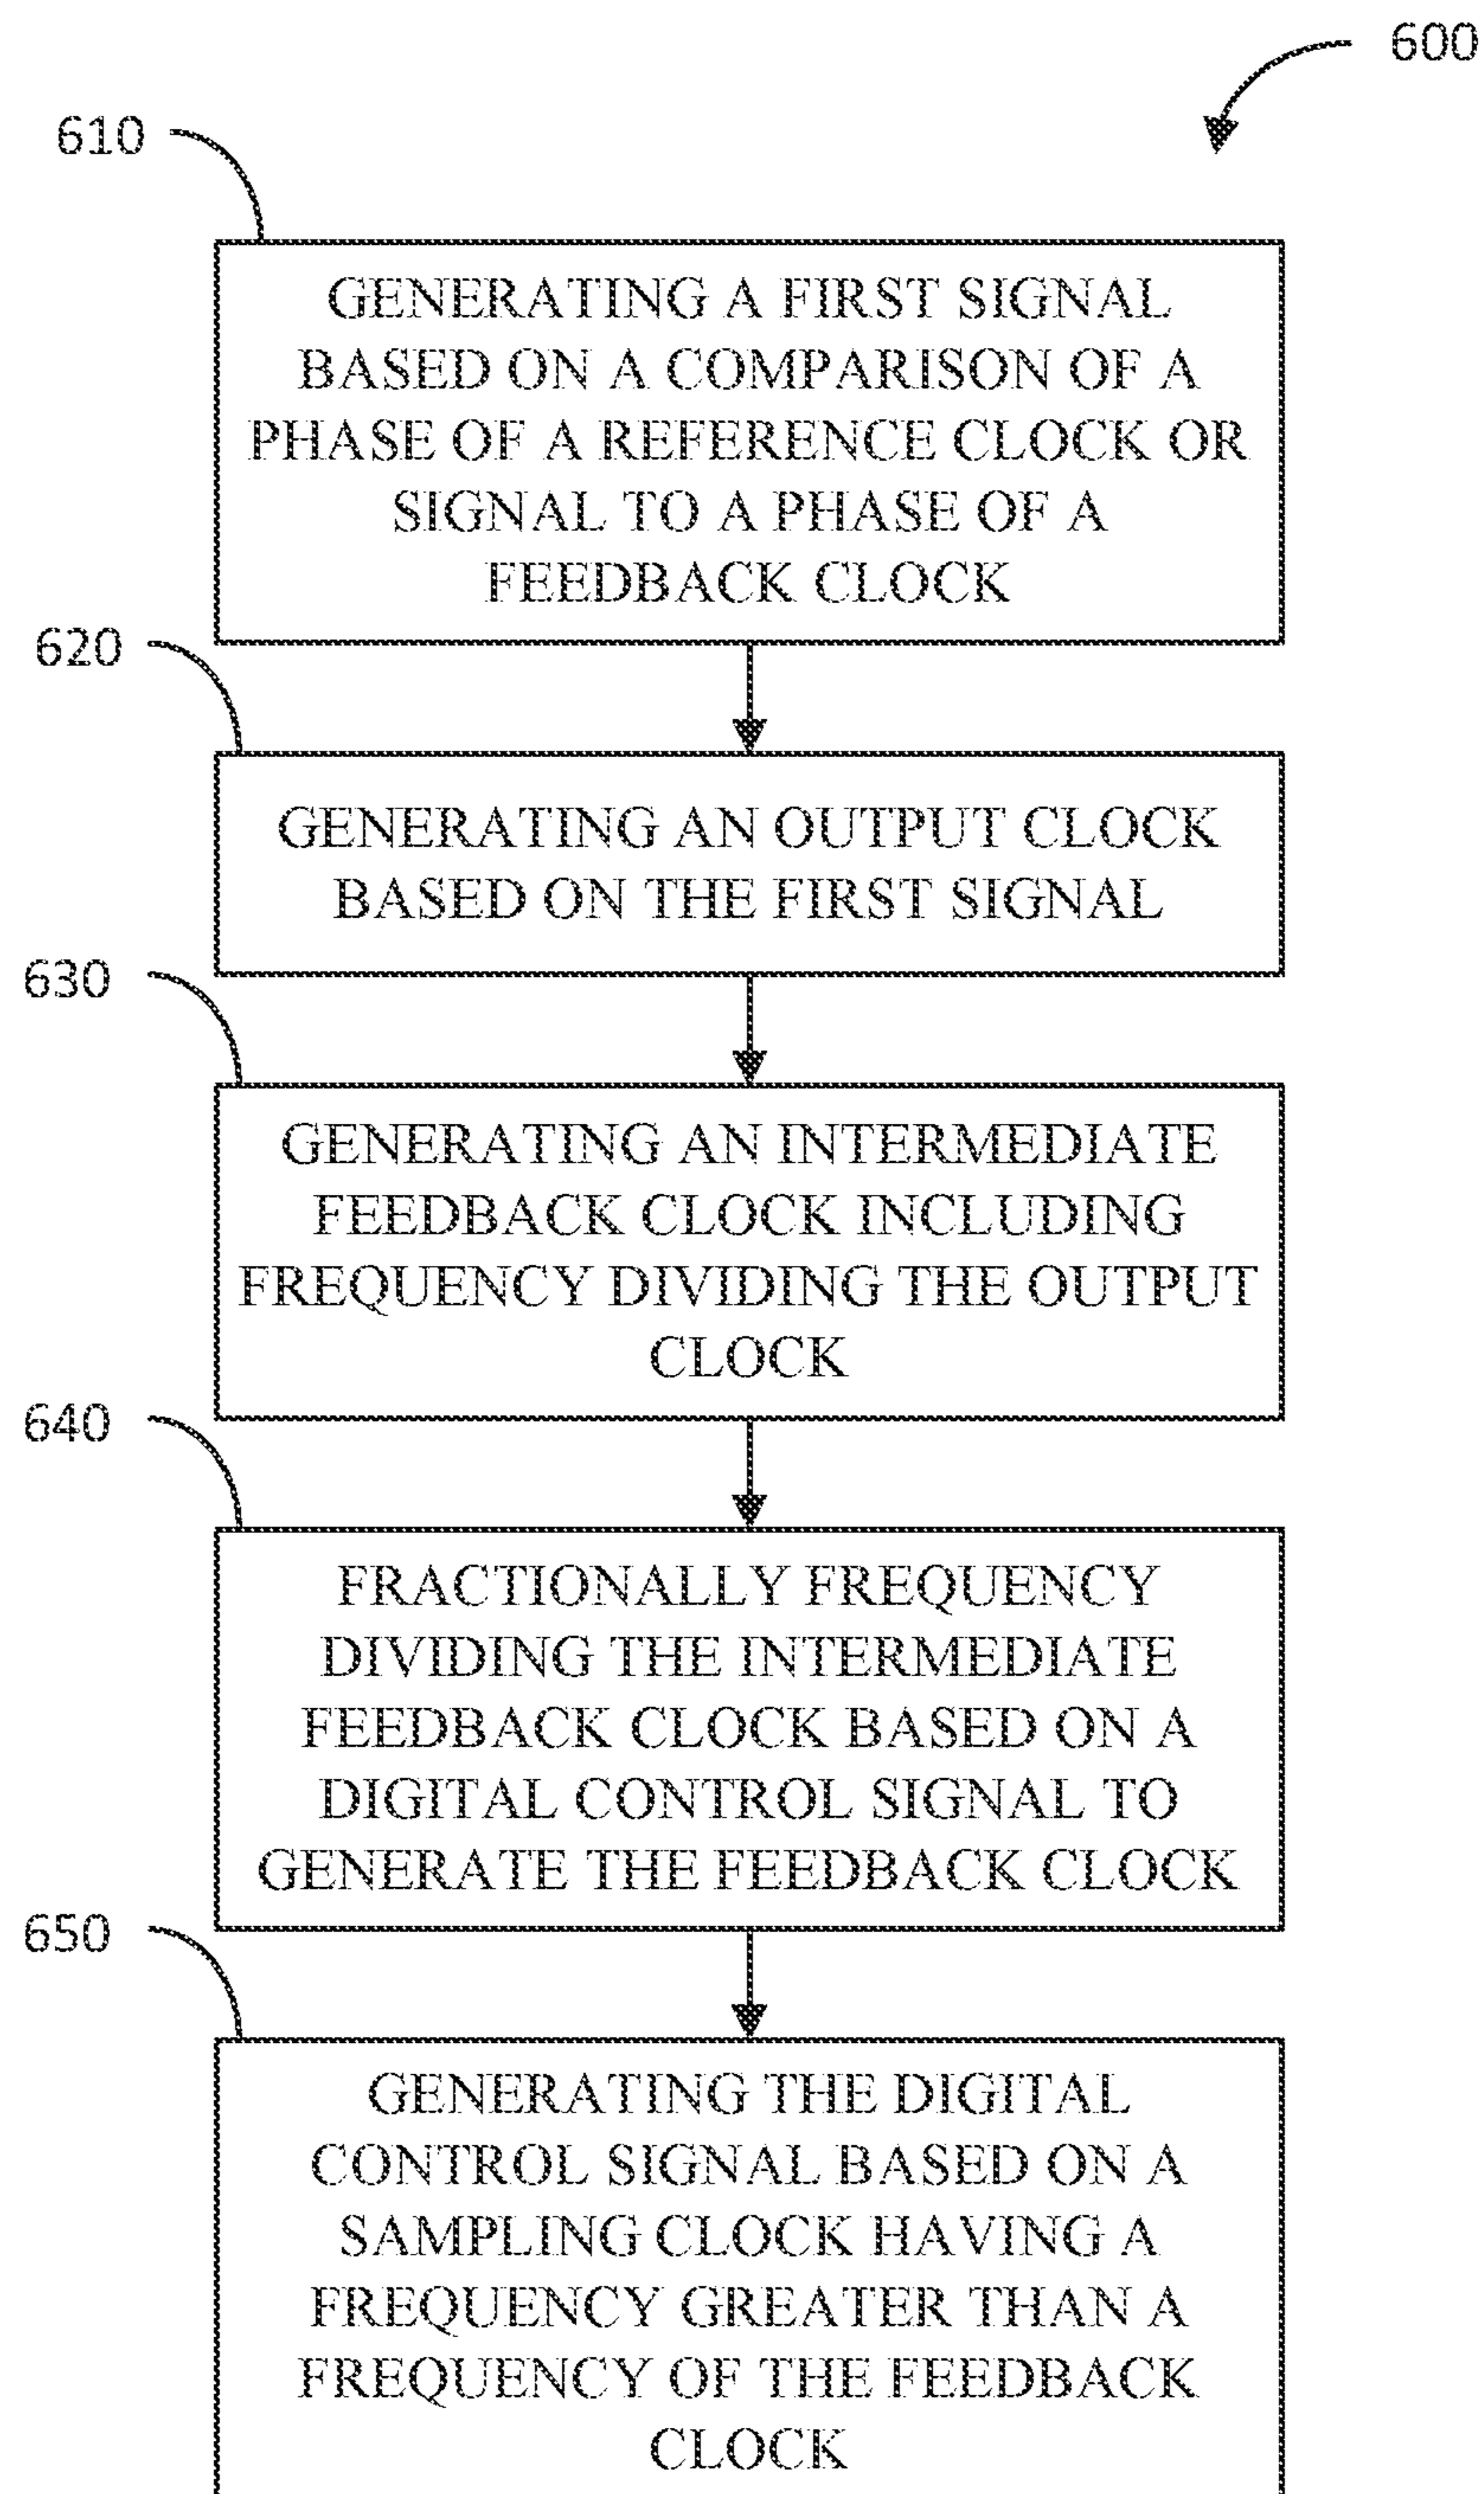 600
610
GENERATING A FIRST SIGNAL
BASED ON A COMPARISON OF A
PHASE OF A REFERENCE CLOCK OR
SIGNAL TO A PHASE OF A
FEEDBACK CLOCK
620
GENERATING AN OUTPUT CLOCK
BASED ON THE FIRST SIGNAL
630
GENERATING AN INTERMEDIATE
FEEDBACK CLOCK INCLUDING
FREQUENCY DIVIDING THE OUTPUT
CLOCK
640
FRACTIONALLY FREQUENCY
DIVIDING THE INTERMEDIATE
FEEDBACK CLOCK BASED ON A
DIGITAL CONTROL SIGNAL TO
GENERATE THE FEEDBACK CLOCK
650
GENERATING THE DIGITAL
CONTROL SIGNAL BASED ON A
SAMPLING CLOCK HAVING A
FREQUENCY GREATER THAN A
FREQUENCY OF THE FEEDBACK
CLOCK